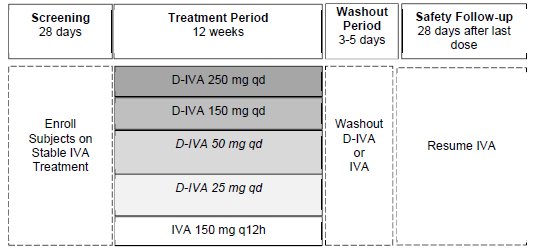 Screening
28 days
Treatment Period
12 weeks
Washout
Period
3-5 days
Safety Follow-up
28 days after last
dose
Enroll
Subjects on
Stable IVA
Treatment
D-IVA 250 mg qd
D-IVA 150 mg qd
D-IVA 50 mg qd
D-IVA 25 mg qd
IVA 150 mg q12h
Washout
D-IVA
or
IVA
Resume IVA